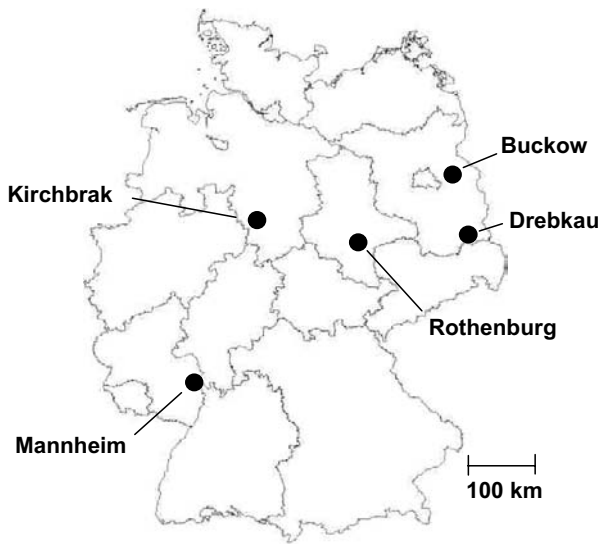 Buckow
Kirchbrak
Drebkau
Rothenburg
Mannheim
100 km